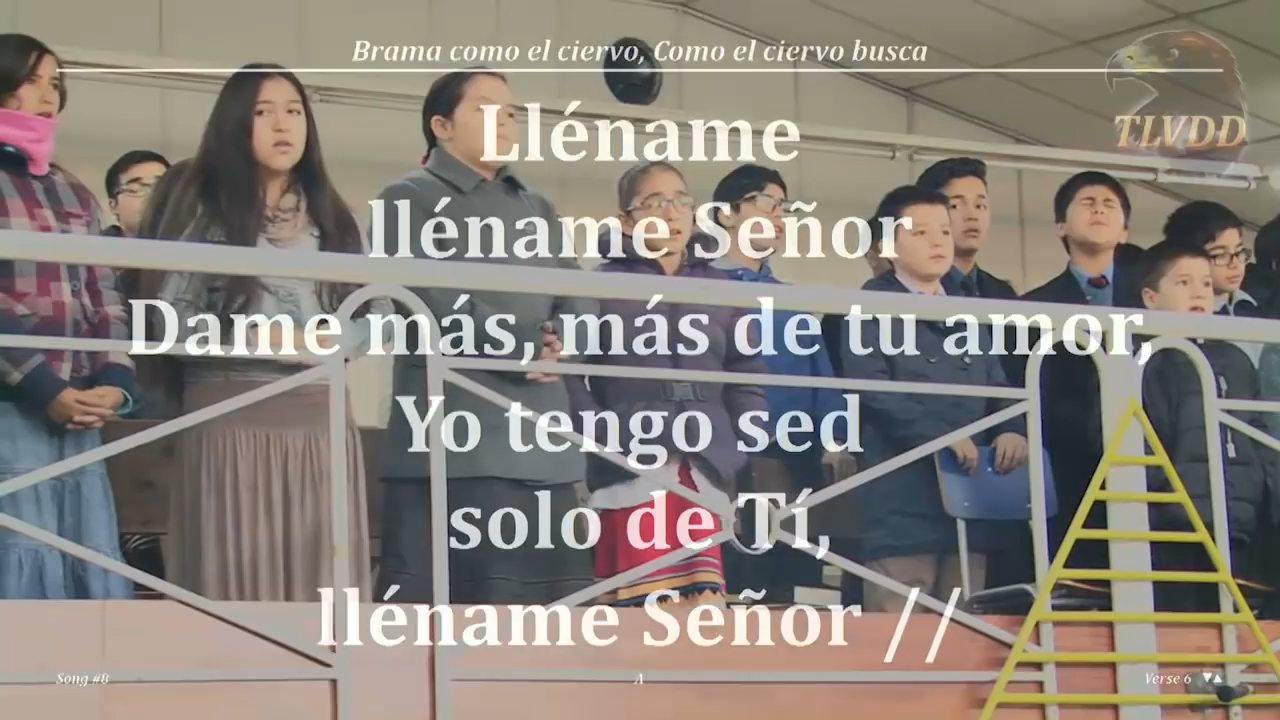 Brama como el ciervo, Como el ciervo busca
TLVDD
Lléname
lléname Señor
Dame más, más de tu amor,
Yo tengo sed
solo de Tí,
lléname Señor //
Song #8
A
Verse 6 ▼▲